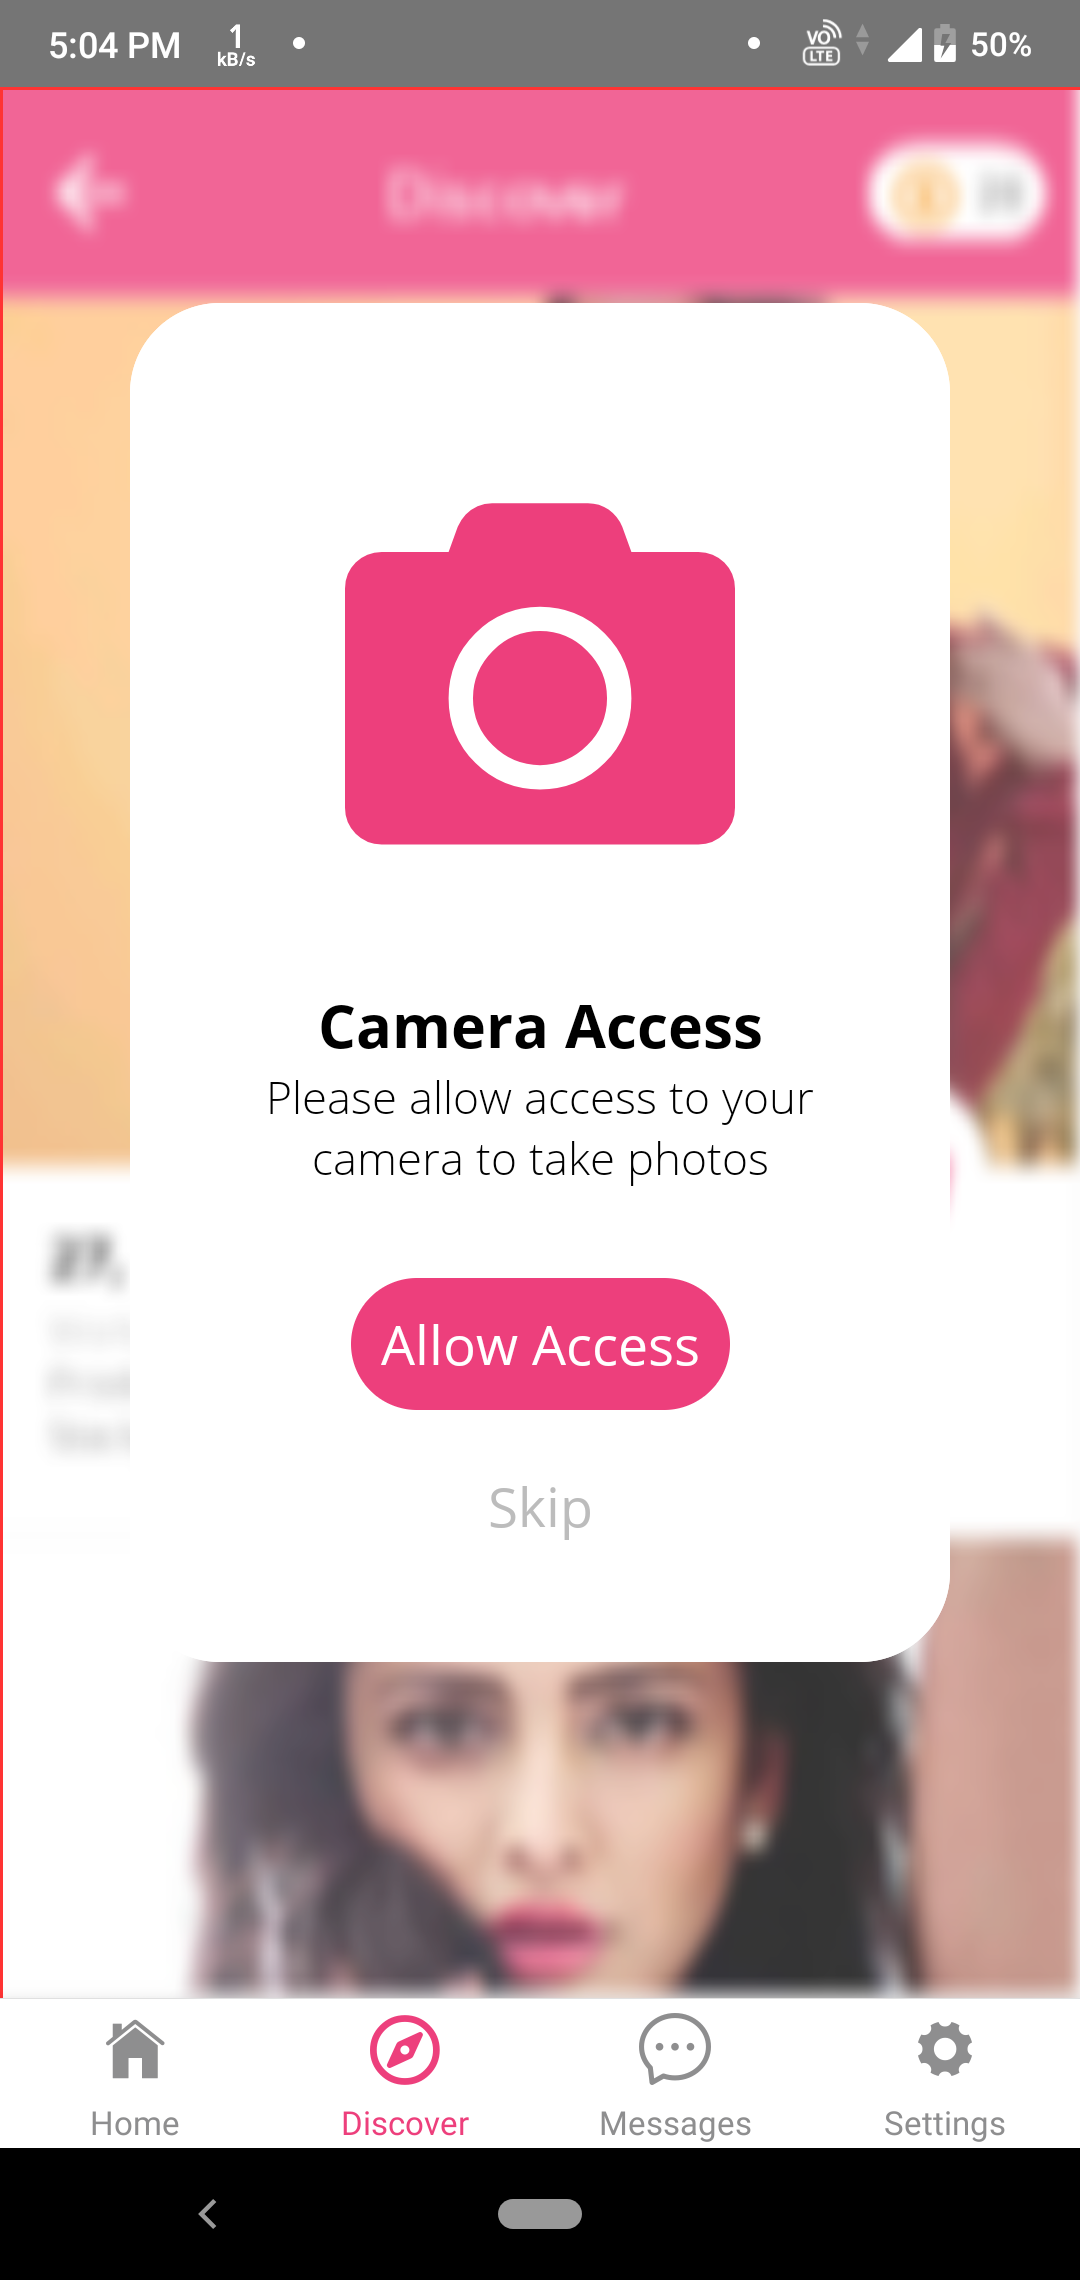 5:04 PM
1
kB/s
VO
LTE
50%
Discover
Camera Access
Please allow access to your
camera to take photos
27,
Allow Access
Skip
Home
Discover
Messages
Settings